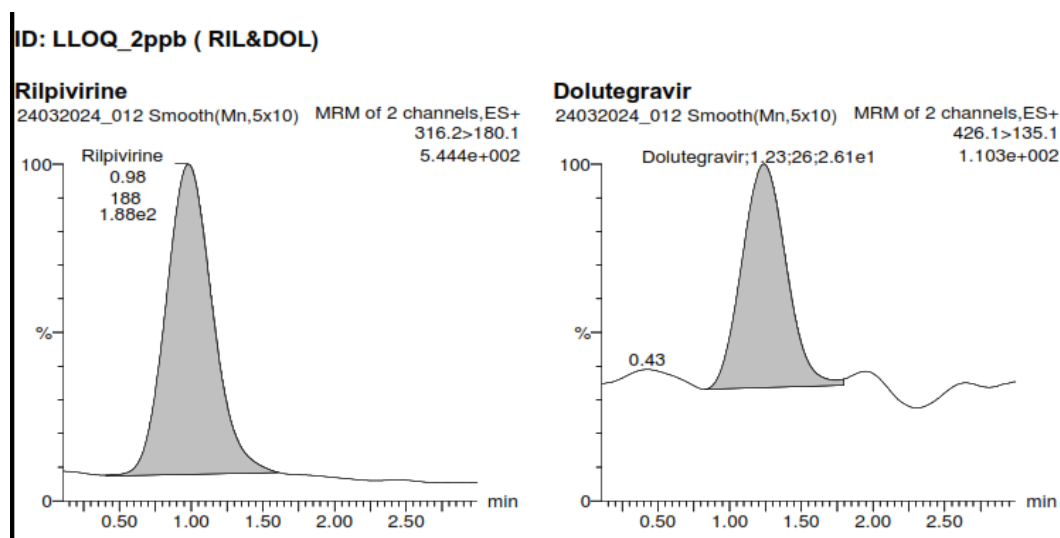 ID: LLOQ_2ppb ( RIL&DOL)
Rilpivirine
24032024_012 Smooth(Mn,5x10) MRM of 2 channels,ES+
316.2>180.1
5.444e+002
100
Rilpivirine
0.98
188
1.88e2
%
0
min
0.50 1.00 1.50 2.00 2.50
Dolutegravir
24032024_012 Smooth(Mn,5x10) MRM of 2 channels,ES+
426.1>135.1
1.103e+002
100
Dolutegravir;1.23;26;2.61e1
%
0.43
0
min
0.50 1.00 1.50 2.00 2.50